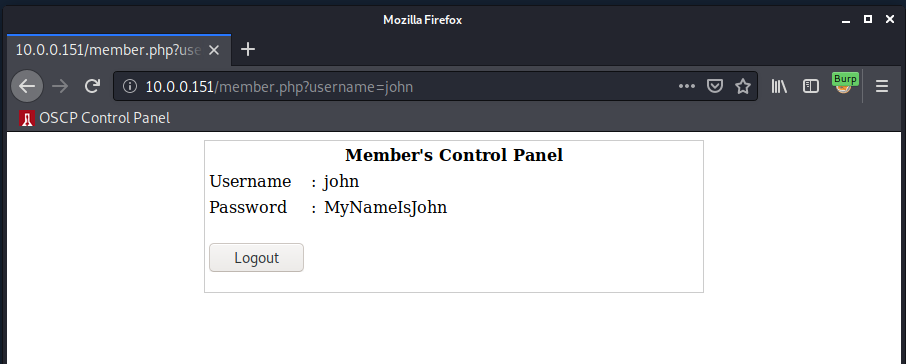 Mozilla Firefox
10.0.0.151/member.php?use
10.0.0.151/member.php?username=john
Burp
OSCP Control Panel
Member's Control Panel
Username : john
Password : MyNameIsJohn
Logout